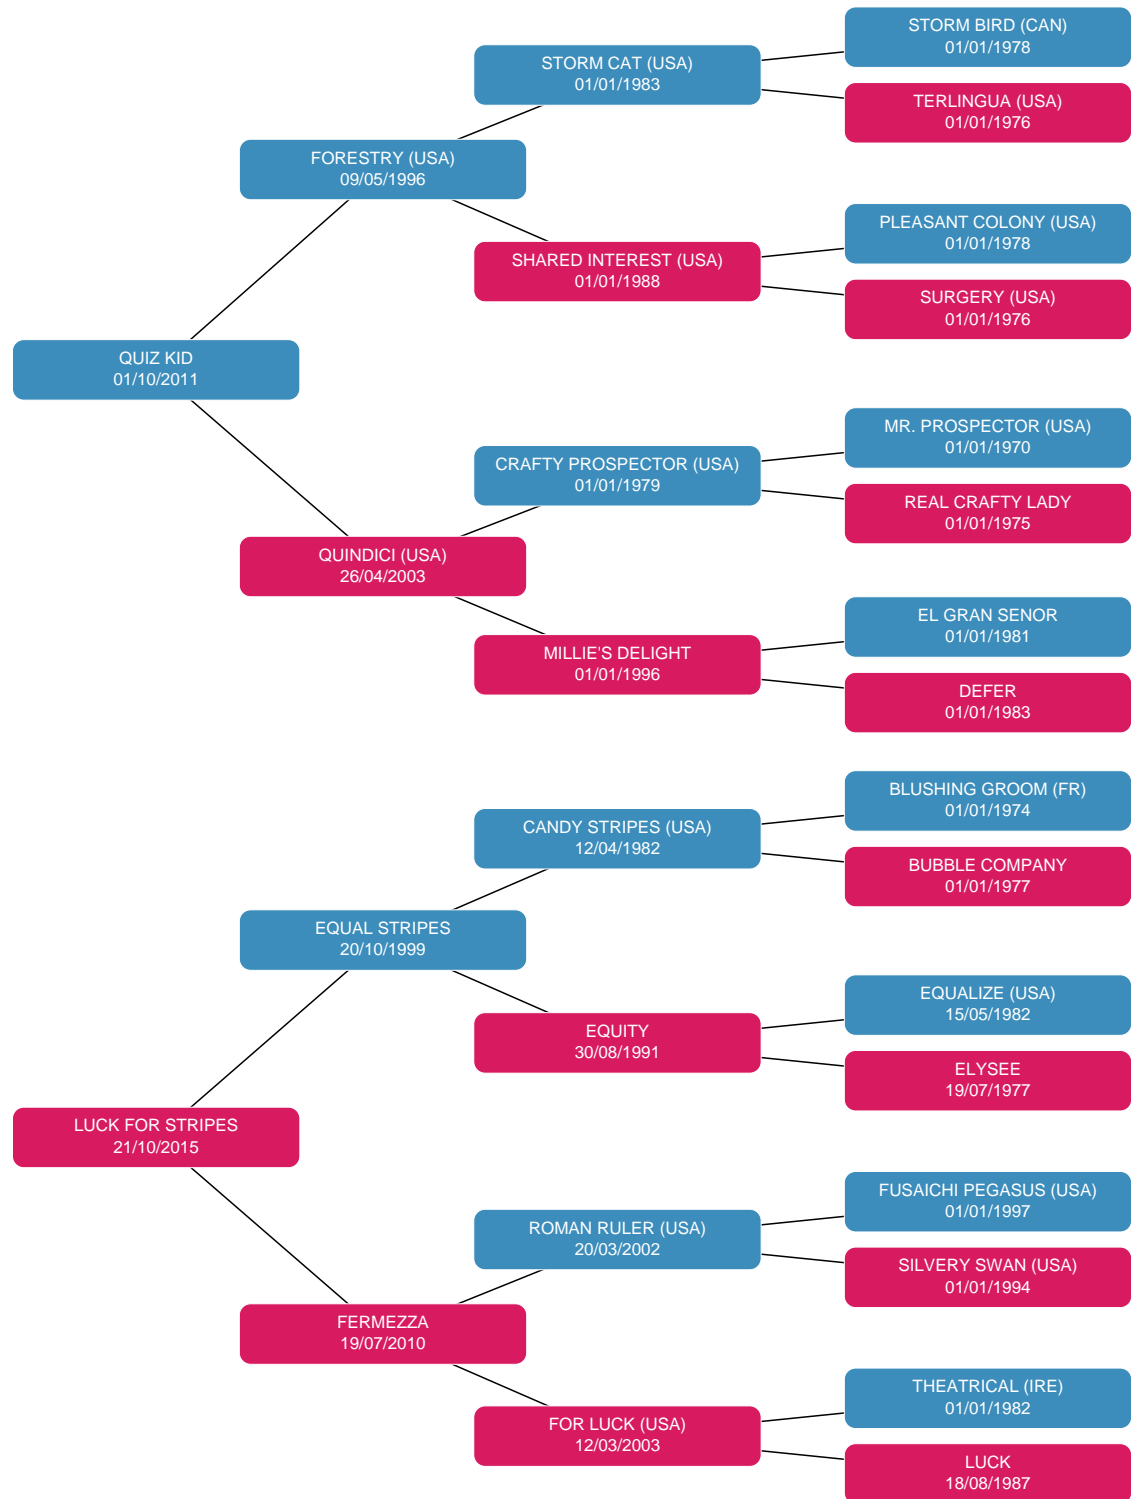 STORM BIRD (CAN)
01/01/1978
STORM CAT (USA)
01/01/1983
TERLINGUA (USA)
01/01/1976
FORESTRY (USA)
09/05/1996
PLEASANT COLONY (USA)
01/01/1978
SHARED INTEREST (USA)
01/01/1988
SURGERY (USA)
01/01/1976
QUIZ KID
01/10/2011
MR. PROSPECTOR (USA)
01/01/1970
CRAFTY PROSPECTOR (USA)
01/01/1979
REAL CRAFTY LADY
01/01/1975
QUINDICI (USA)
26/04/2003
EL GRAN SENOR
01/01/1981
MILLIE'S DELIGHT
01/01/1996
DEFER
01/01/1983
BLUSHING GROOM (FR)
01/01/1974
CANDY STRIPES (USA)
12/04/1982
BUBBLE COMPANY
01/01/1977
EQUAL STRIPES
20/10/1999
EQUALIZE (USA)
15/05/1982
EQUITY
30/08/1991
ELYSEE
19/07/1977
LUCK FOR STRIPES
21/10/2015
FUSAICHI PEGASUS (USA)
01/01/1997
ROMAN RULER (USA)
20/03/2002
SILVERY SWAN (USA)
01/01/1994
FERMEZZA
19/07/2010
THEATRICAL (IRE)
01/01/1982
FOR LUCK (USA)
12/03/2003
LUCK
18/08/1987